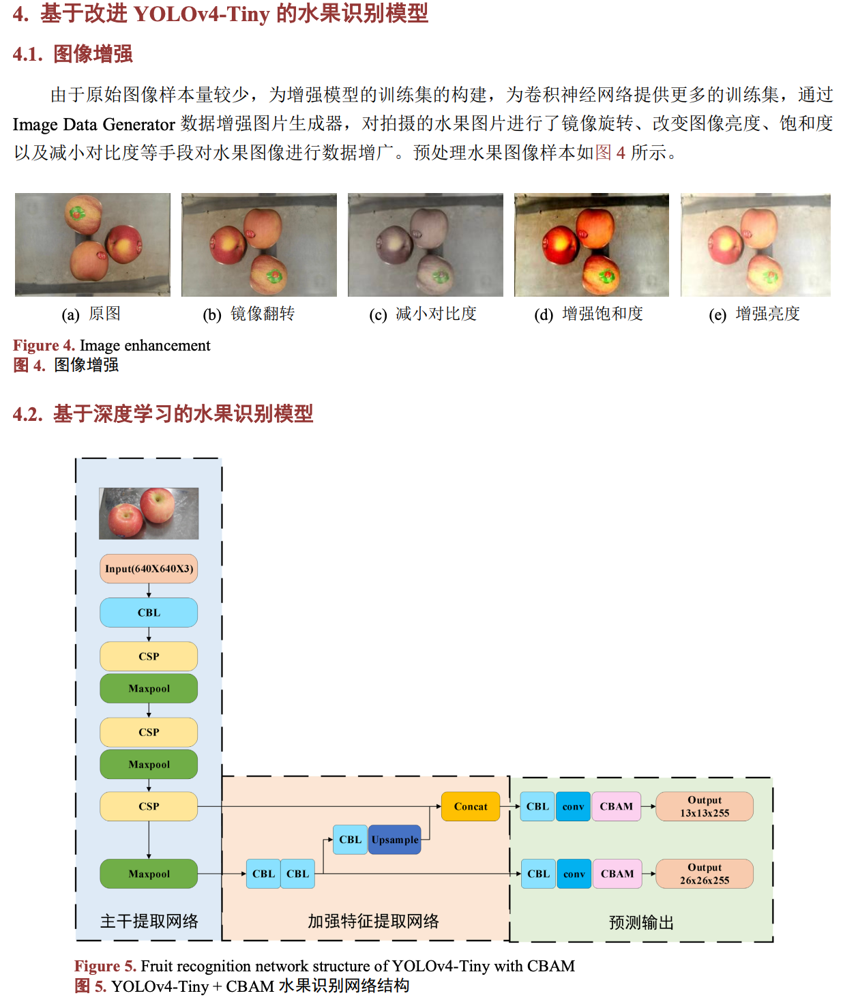 4. 基于改进 YOLOv4-Tiny 的水果识别模型
4.1. 图像增强
由于原始图像样本量较少，为增强模型的训练集的构建，为卷积神经网络提供更多的训练集，通过
Image Data Generator 数据增强图片生成器，对拍摄的水果图片进行了镜像旋转、改变图像亮度、饱和度
以及减小对比度等手段对水果图像进行数据增广。预处理水果图像样本如图 4 所示。
(a) 原图
(b) 镜像翻转
(c) 减小对比度
(d) 增强饱和度
(e) 增强亮度
Figure 4. Image enhancement
图 4. 图像增强
4.2. 基于深度学习的水果识别模型
Input(640X640X3)
CBL
CSP
Maxpool
CSP
Maxpool
CSP
Maxpool
主干提取网络
Concat
CBL Upsample
CBL CBL
加强特征提取网络
CBL conv CBAM
Output
13x13x255
CBL conv CBAM
Output
26x26x255
预测输出
Figure 5. Fruit recognition network structure of YOLOv4-Tiny with CBAM
图 5. YOLOv4-Tiny + CBAM 水果识别网络结构